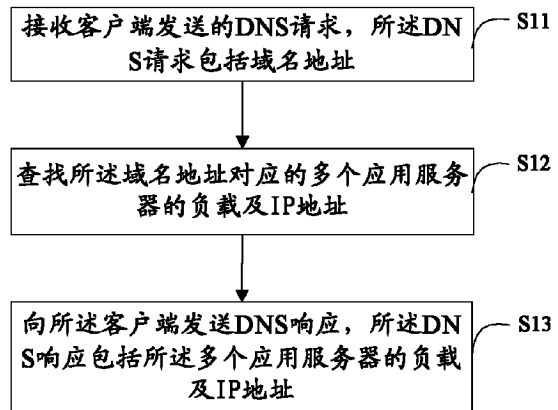 接收客户端发送的DNS请求，所述DN
S请求包括域名地址
S11
查找所述域名地址对应的多个应用服务
器的负载及IP地址
S12
向所述客户端发送DNS响应，所述DN
S响应包括所述多个应用服务器的负载
及IP地址
S13